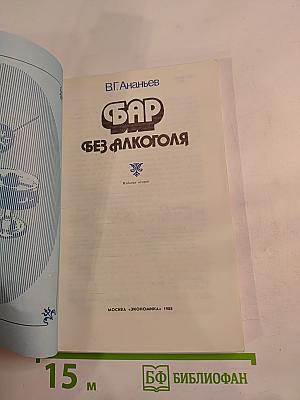 В.Г. Ананьев
БАР
БЕЗ АЛКОГОЛЯ
МОСКВА «ЭКОНОМИКА» 1988
15 м
БФ БИБЛИОФАН